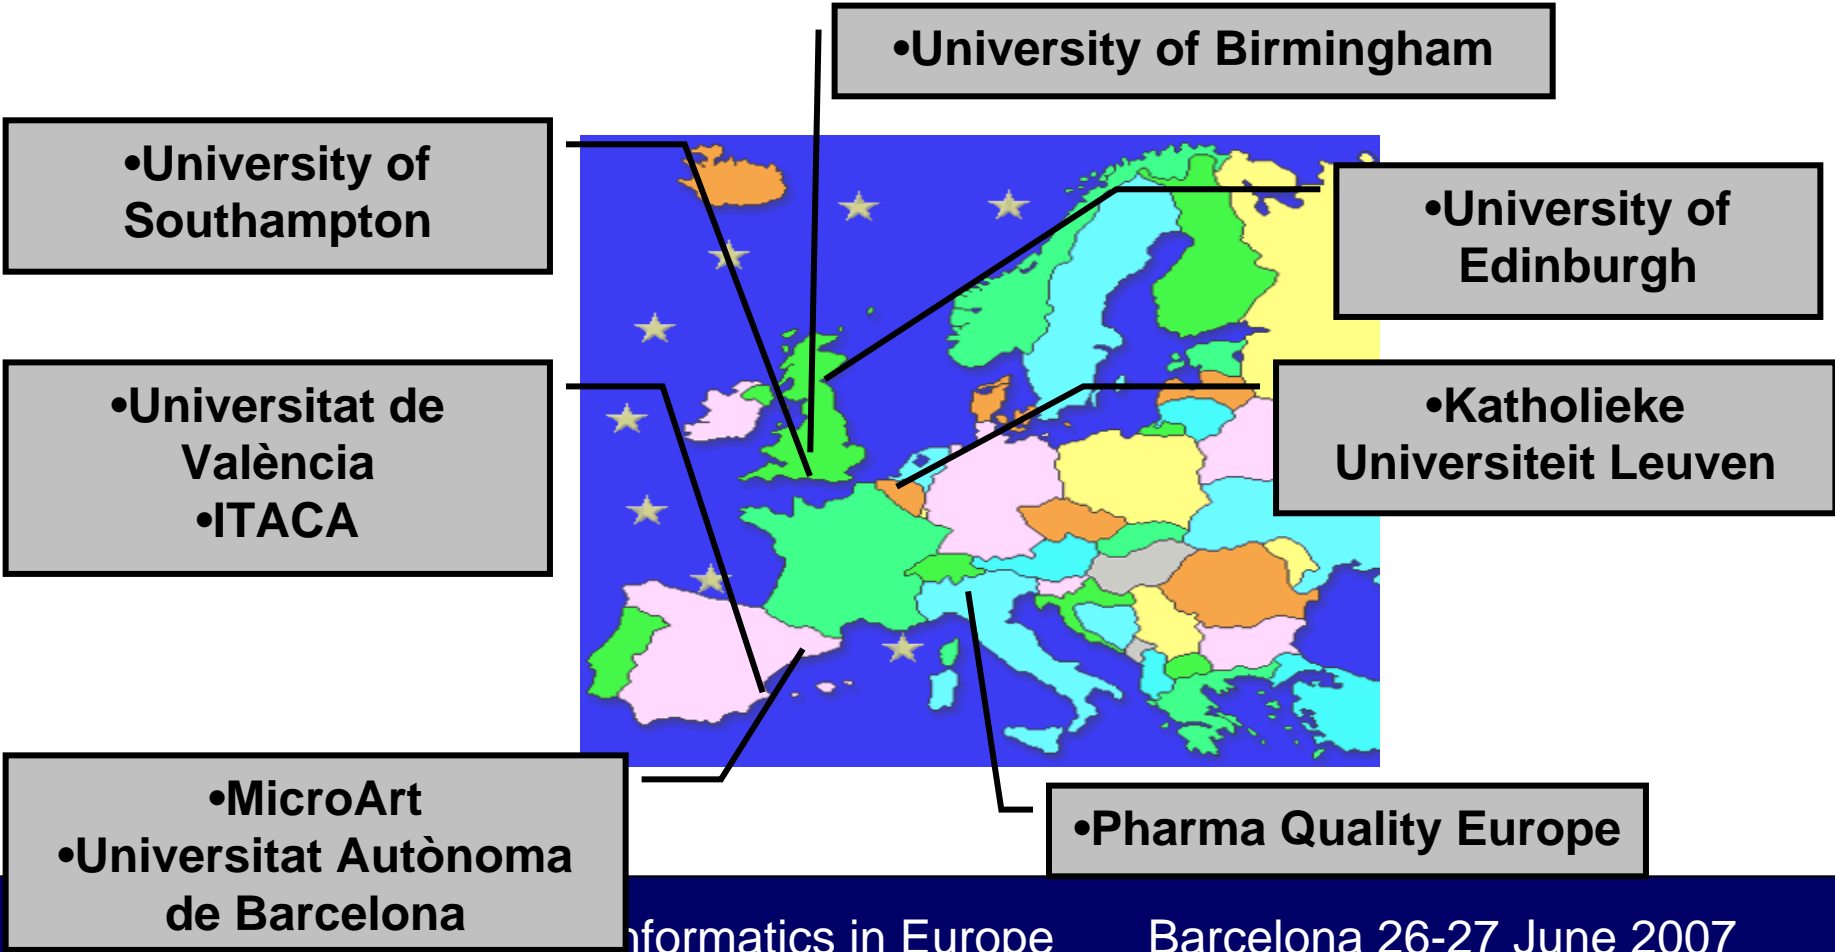 •University of Birmingham
•University of
Southampton
•University of
Edinburgh
•Universitat de
València
•ITACA
•Katholieke
Universiteit Leuven
•MicroArt
•Universitat Autònoma
de Barcelona
•Pharma Quality Europe
in Europe Barcelona 26-27 June 2007